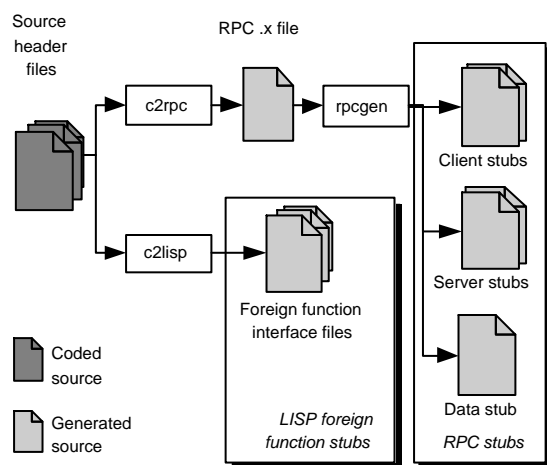 Source
header
files
RPC .x file
c2rpc
rpcgen
Client stubs
c2lisp
Server stubs
Foreign function
interface files
Coded
source
Generated
source
LISP foreign
function stubs
Data stub
RPC stubs